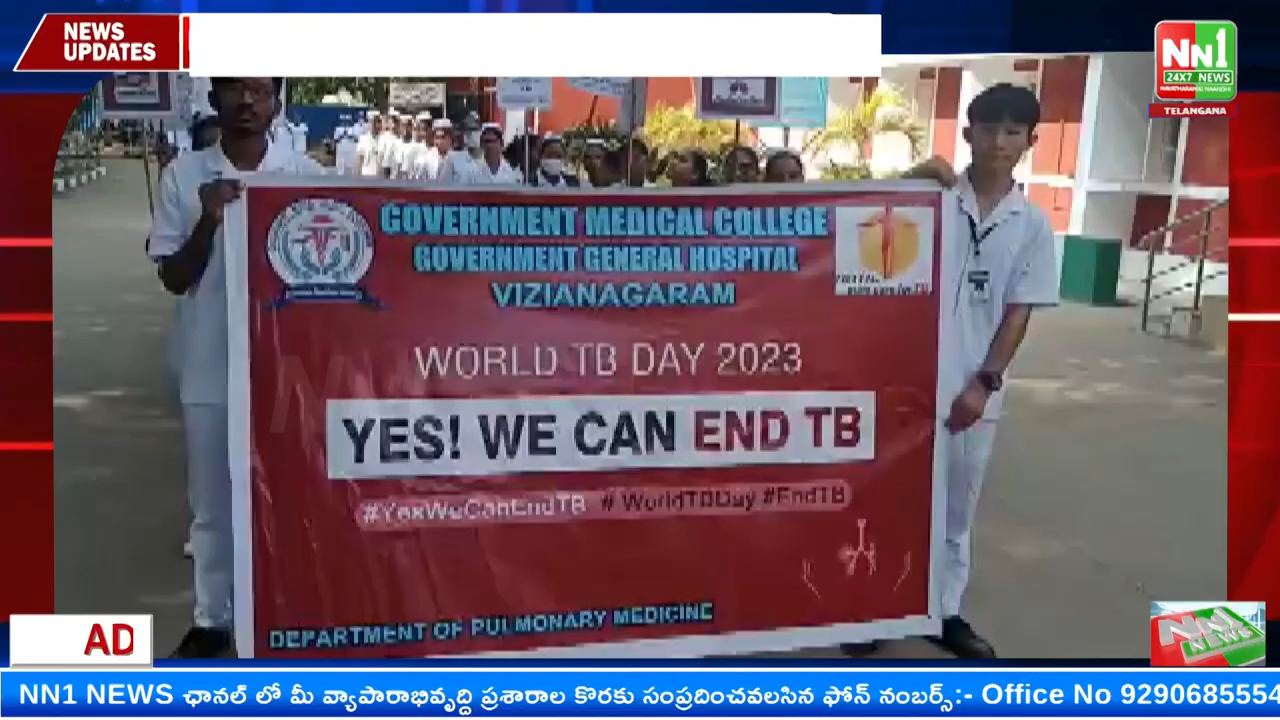 NEWS
UPDATES
NN1
24X7 NEWS
TELANGANA
GOVERNMENT MEDICAL COLLEGE
GOVERNMENT GENERAL HOSPITAL
VIZIANAGARAM
WORLD TB DAY 2023
YES! WE CAN END TB
#YesWeCanEndTB # WorldTBDay #EndTB
DEPARTMENT OF PULMONARY MEDICINE
AD
NN1
NEWS
NN1 NEWS ఛానల్ లో మీ వ్యాపారాభివృద్ది ప్రశారాల కొరకు సంప్రదించవలసిన ఫోన్ నంబర్స్:- Office No 9290685554